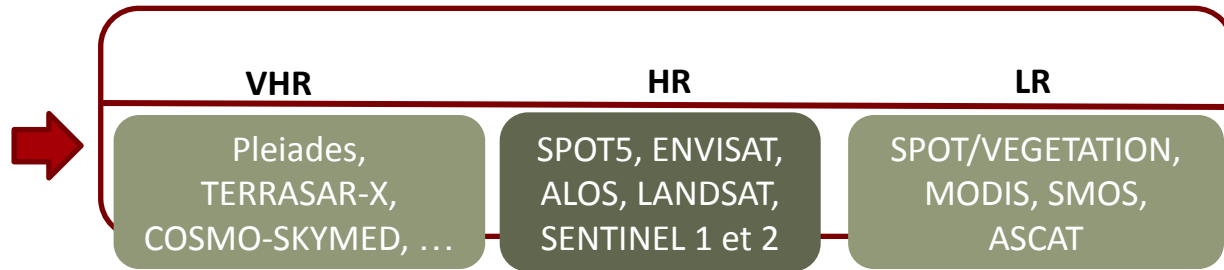 VHR
HR
LR
Pleiades,
TERRASAR-X,
COSMO-SKYMED, …
SPOT5, ENVISAT,
ALOS, LANDSAT,
SENTINEL 1 et 2
SPOT/VEGETATION,
MODIS, SMOS,
ASCAT